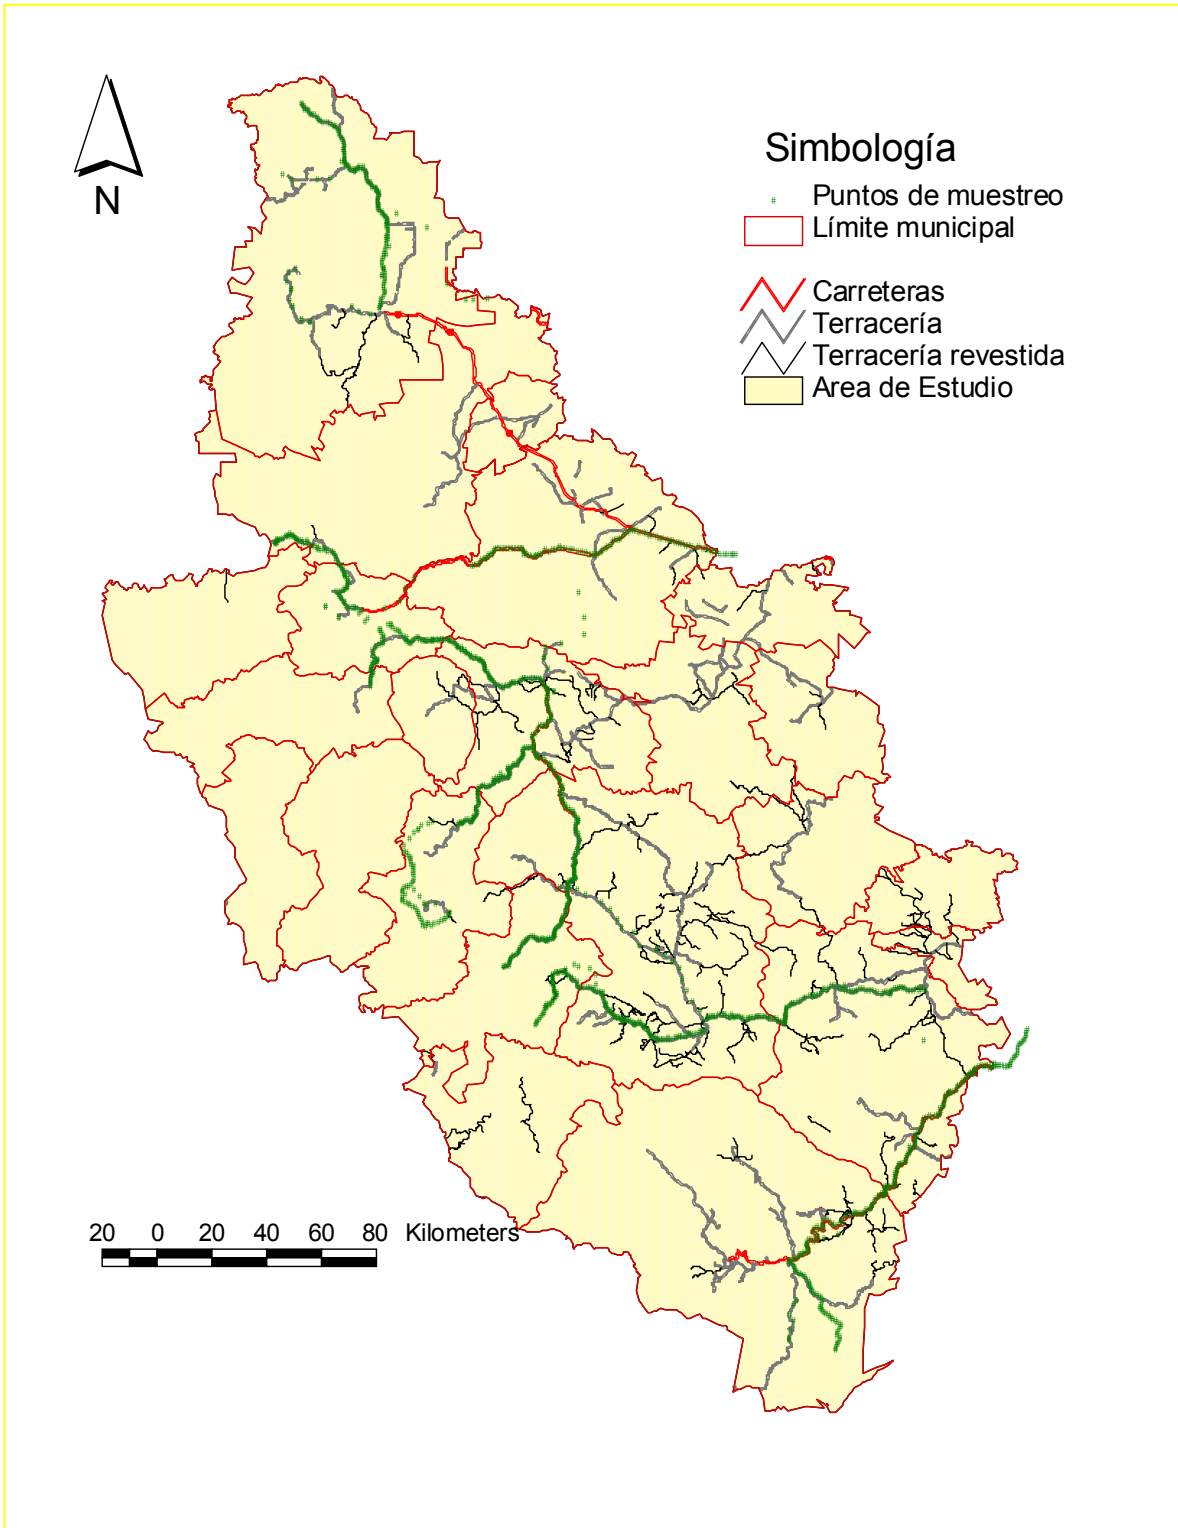 N
Simbología
Puntos de muestreo
Límite municipal
Carreteras
Terracería
Terracería revestida
Area de Estudio
20 0 20 40 60 80 Kilometers